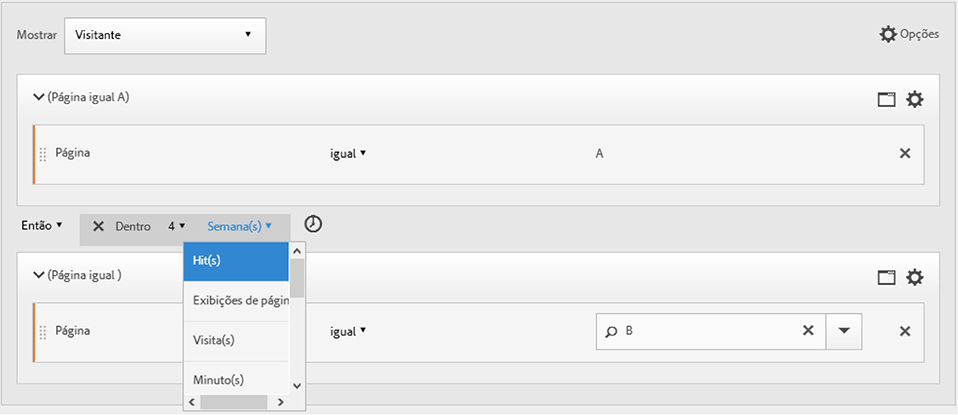 Mostrar Visitante Opções
(Página igual A)
Página igual A
Então Dentro 4 Semana(s)
Hit(s)
(Página igual )
Exibições de págin
Página igual B
Visita(s)
Minuto(s)